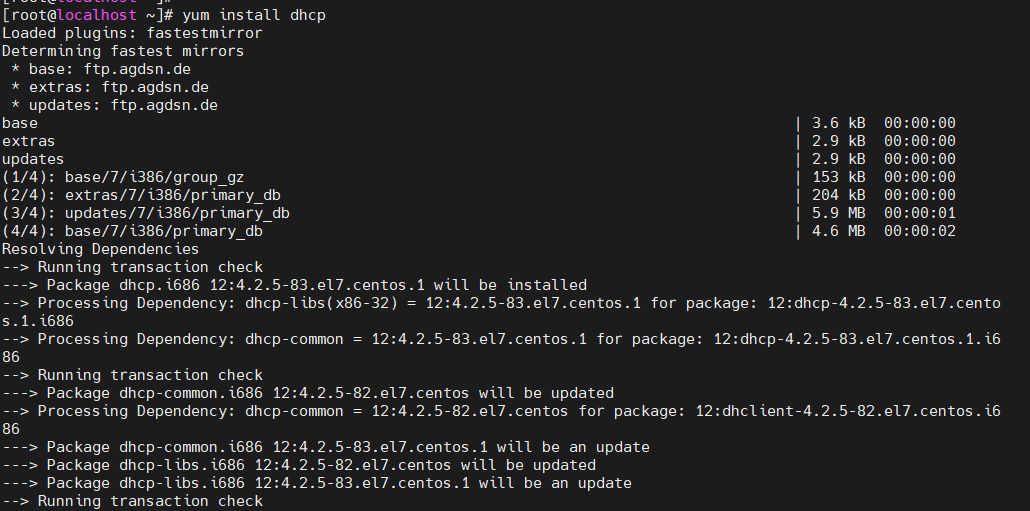 [root@localhost ~]#
[root@localhost ~]# yum install dhcp
Loaded plugins: fastestmirror
Determining fastest mirrors
 * base: ftp.agdsn.de
 * extras: ftp.agdsn.de
 * updates: ftp.agdsn.de
base | 3.6 kB 00:00:00
extras | 2.9 kB 00:00:00
updates | 2.9 kB 00:00:00
(1/4): base/7/i386/group_gz | 153 kB 00:00:00
(2/4): extras/7/i386/primary_db | 204 kB 00:00:00
(3/4): updates/7/i386/primary_db | 5.9 MB 00:00:01
(4/4): base/7/i386/primary_db | 4.6 MB 00:00:02
Resolving Dependencies
--> Running transaction check
---> Package dhcp.i686 12:4.2.5-83.el7.centos.1 will be installed
--> Processing Dependency: dhcp-libs(x86-32) = 12:4.2.5-83.el7.centos.1 for package: 12:dhcp-4.2.5-83.el7.cento
s.1.i686
--> Processing Dependency: dhcp-common = 12:4.2.5-83.el7.centos.1 for package: 12:dhcp-4.2.5-83.el7.centos.1.i6
86
--> Running transaction check
---> Package dhcp-common.i686 12:4.2.5-82.el7.centos will be updated
--> Processing Dependency: dhcp-common = 12:4.2.5-82.el7.centos for package: 12:dhclient-4.2.5-82.el7.centos.i6
86
---> Package dhcp-common.i686 12:4.2.5-83.el7.centos.1 will be an update
---> Package dhcp-libs.i686 12:4.2.5-82.el7.centos will be updated
---> Package dhcp-libs.i686 12:4.2.5-83.el7.centos.1 will be an update
--> Running transaction check